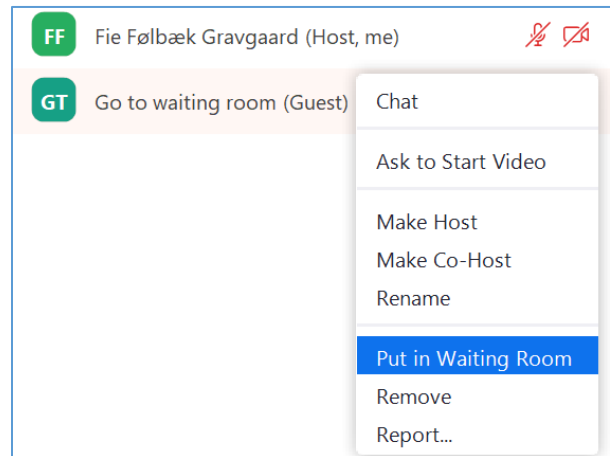 FF Fie Følbæk Gravgaard (Host, me)
GT Go to waiting room (Guest)
Chat
Ask to Start Video
Make Host
Make Co-Host
Rename
Put in Waiting Room
Remove
Report...